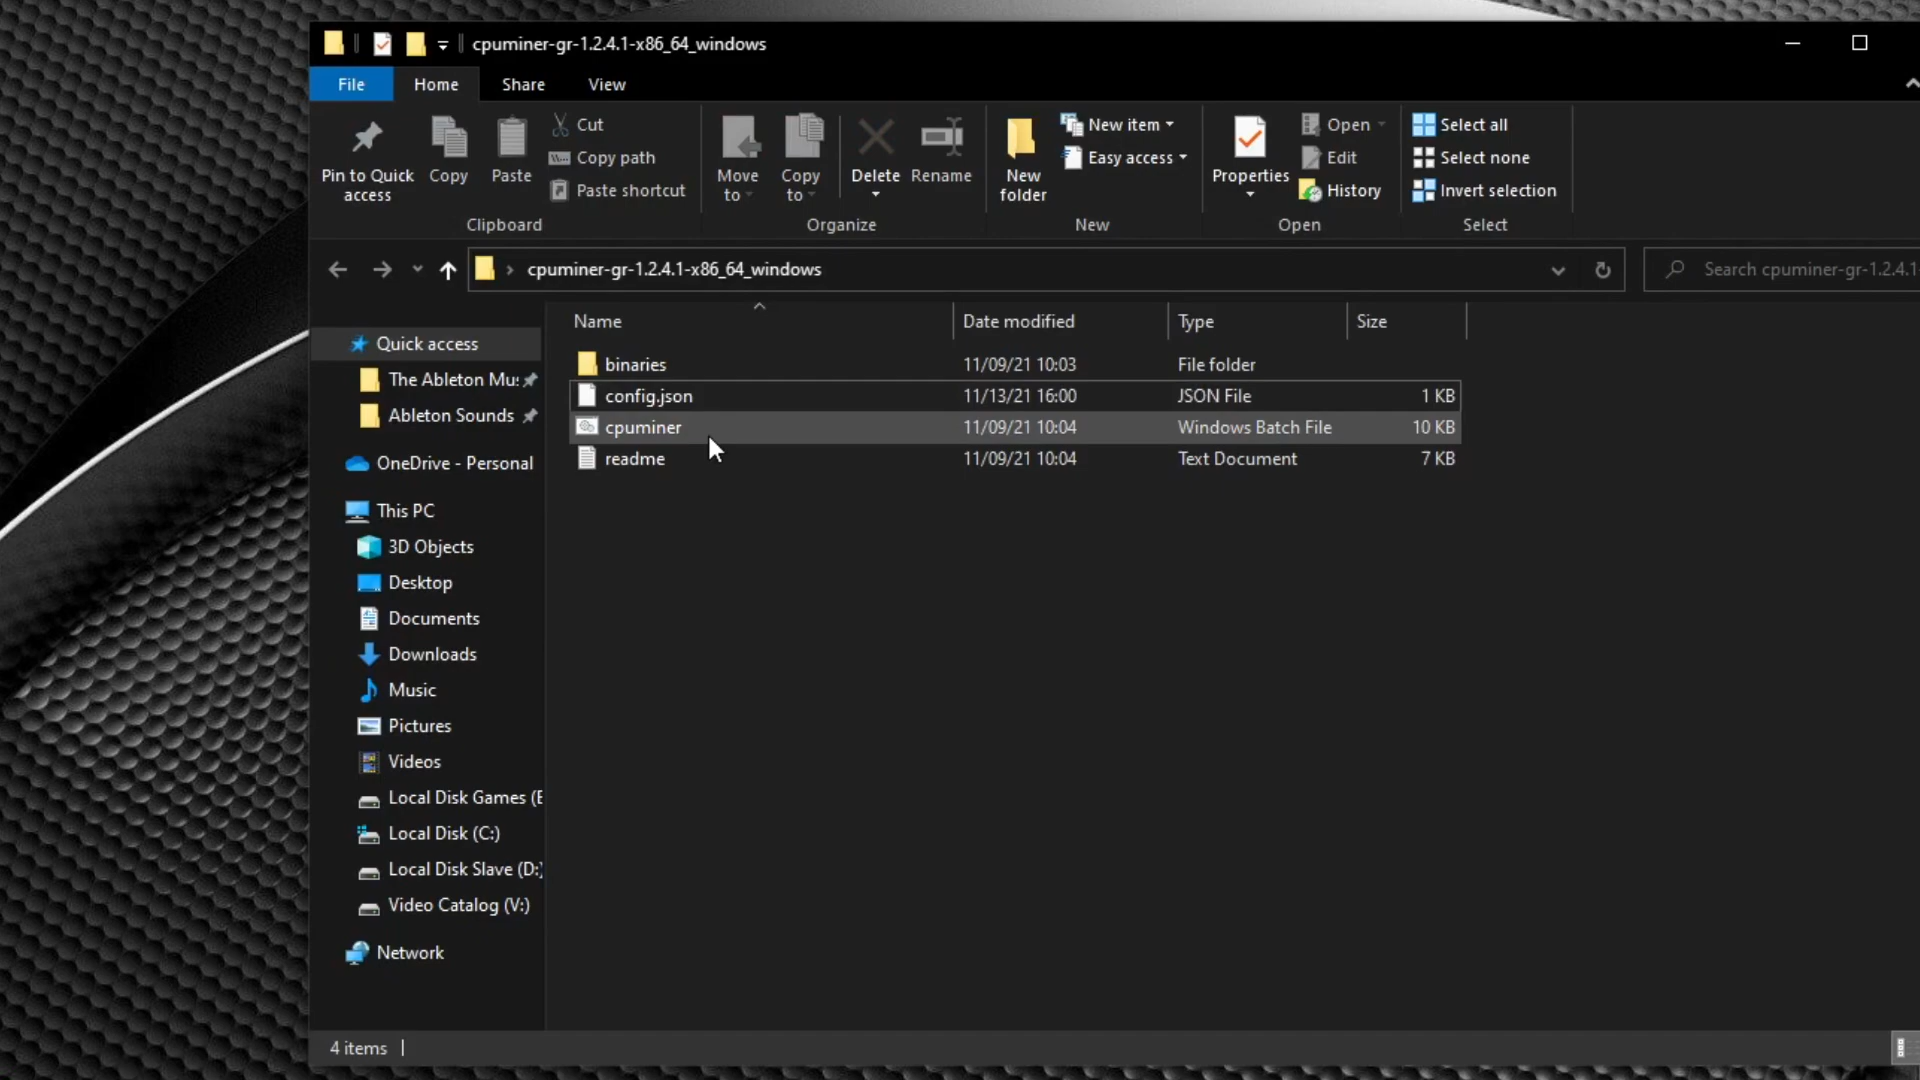 cpuminer-gr-1.2.4.1-x86_64_windows
File Home Share View
Pin to Quick access
Copy
Paste
Cut
Copy path
Paste shortcut
Clipboard
Move to
Copy to
Delete
Rename
Organize
New folder
New item
Easy access
New
Properties
Open
Edit
History
Open
Select all
Select none
Invert selection
Select
cpuminer-gr-1.2.4.1-x86_64_windows
Search cpuminer-gr-1.2.4.1-
Name Date modified Type Size
binaries 11/09/21 10:03 File folder
config.json 11/13/21 16:00 JSON File 1 KB
cpuminer 11/09/21 10:04 Windows Batch File 10 KB
readme 11/09/21 10:04 Text Document 7 KB
Quick access
The Ableton Mu
Ableton Sounds
OneDrive - Personal
This PC
3D Objects
Desktop
Documents
Downloads
Music
Pictures
Videos
Local Disk Games (E
Local Disk (C:)
Local Disk Slave (D:)
Video Catalog (V:)
Network
4 items